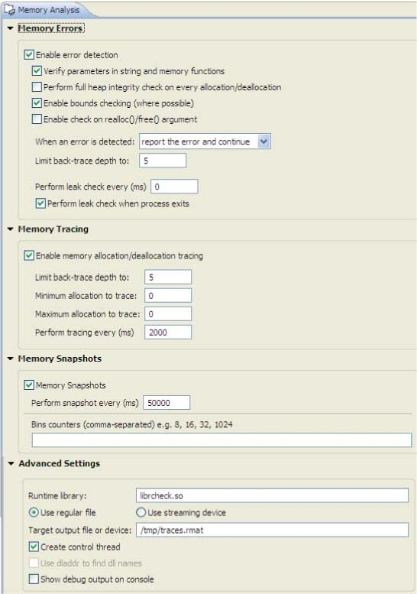 Memory Analysis
Memory Errors
Enable error detection
Verify parameters in string and memory functions
Perform full heap integrity check on every allocation/deallocation
Enable bounds checking (where possible)
Enable check on realloc()/free() argument
When an error is detected: report the error and continue
Limit back-trace depth to: 5
Perform leak check every (ms) 0
Perform leak check when process exits
Memory Tracing
Enable memory allocation/deallocation tracing
Limit back-trace depth to: 5
Minimum allocation to trace: 0
Maximum allocation to trace: 0
Perform tracing every (ms) 2000
Memory Snapshots
Memory Snapshots
Perform snapshot every (ms) 50000
Bins counters (comma-separated) e.g. 8, 16, 32, 1024
Advanced Settings
Runtime library: librcheck.so
Use regular file Use streaming device
Target output file or device: /tmp/traces.rmat
Create control thread
Use dladdr to find dll names
Show debug output on console